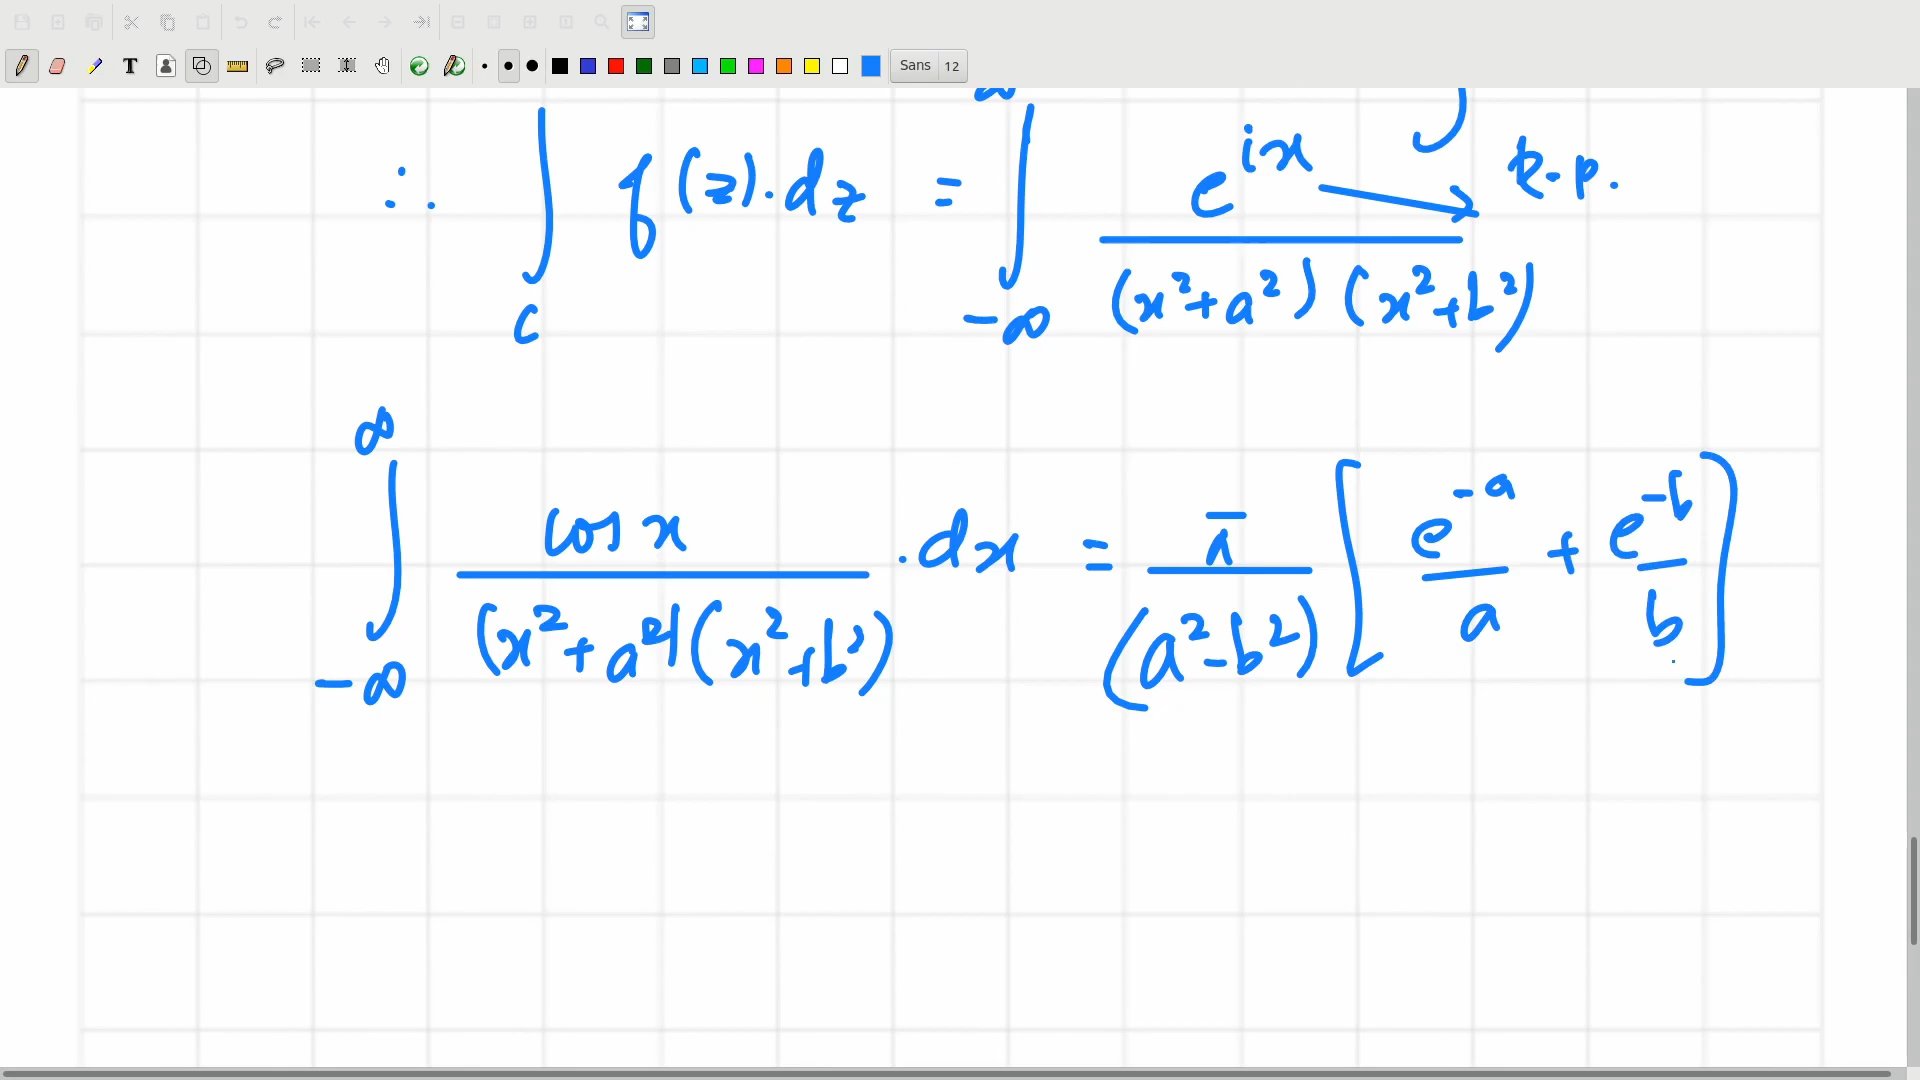 T Sans 12
∴ ∫_C f(z).dz = ∫_{-∞}^{∞} e^{ix} / (x²+a²)(x²+b²) → R.P.
∫_{-∞}^{∞} cos x / (x²+a²)(x²+b²) .dx = π / (a²-b²) [ e^{-a} / a + e^{-b} / b ]